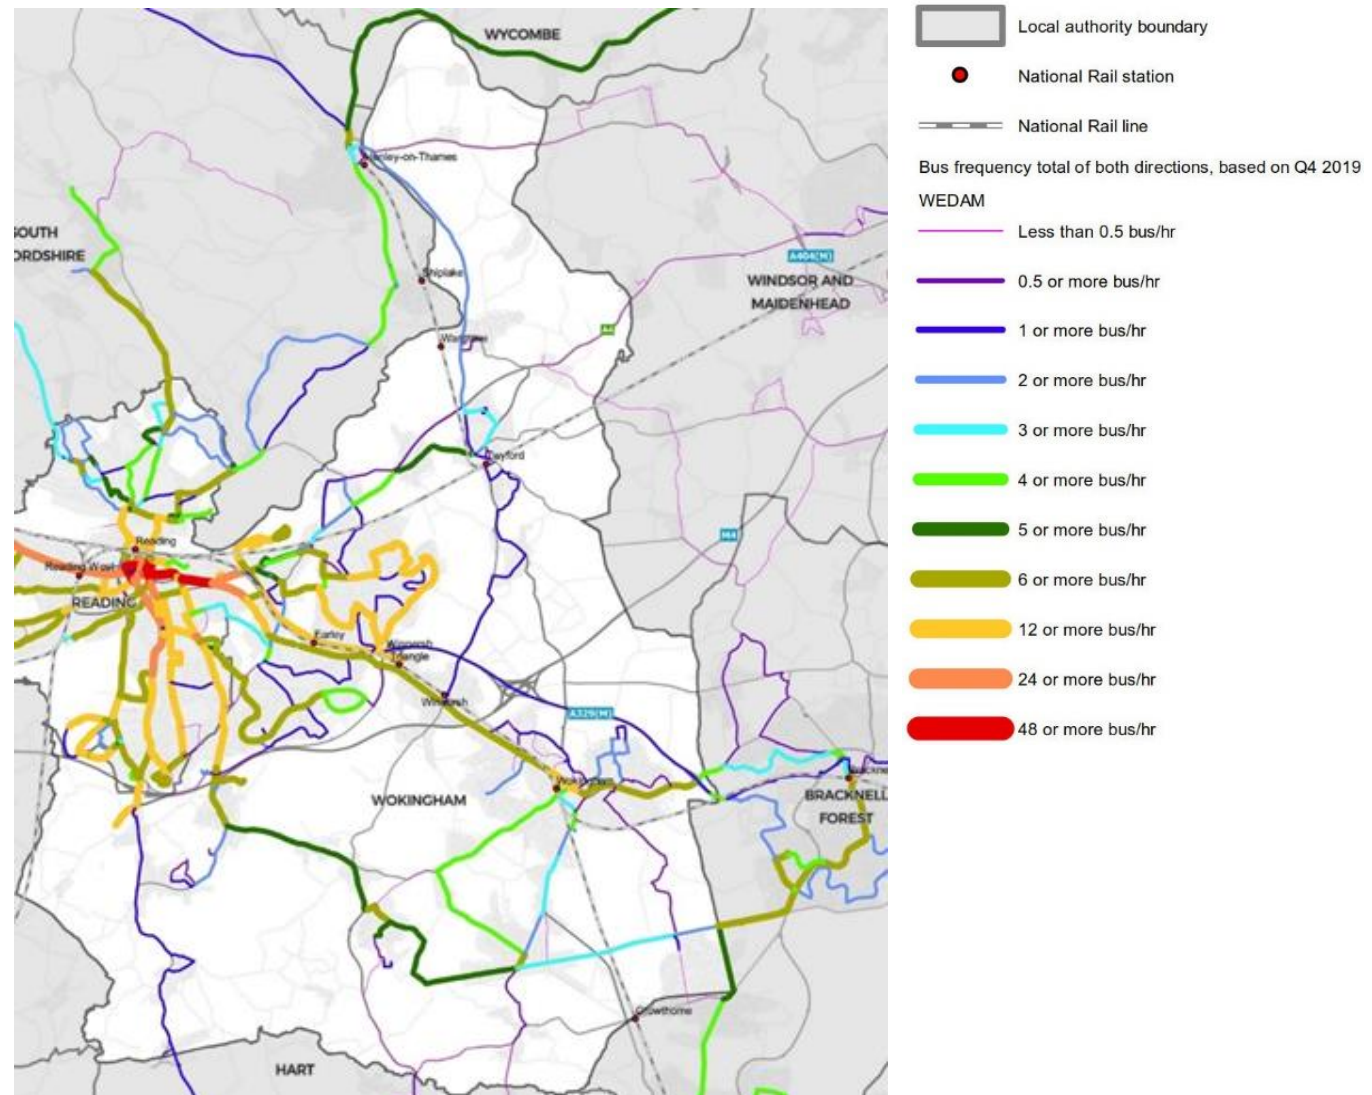 WYCOMBE
Henley-on-Thames
SOUTH
ORDSHIRE
Shiplake
A404(M)
WINDSOR AND
MAIDENHEAD
A4
Wargrave
Twyford
M4
Reading
Reading West
READING
Earley
Winnersh
Triangle
Winnersh
A329(M)
Wokingham
WOKINGHAM
Brackne
BRACKNELL
FOREST
Crowthorne
HART
Local authority boundary
National Rail station
National Rail line
Bus frequency total of both directions, based on Q4 2019
WEDAM
Less than 0.5 bus/hr
0.5 or more bus/hr
1 or more bus/hr
2 or more bus/hr
3 or more bus/hr
4 or more bus/hr
5 or more bus/hr
6 or more bus/hr
12 or more bus/hr
24 or more bus/hr
48 or more bus/hr